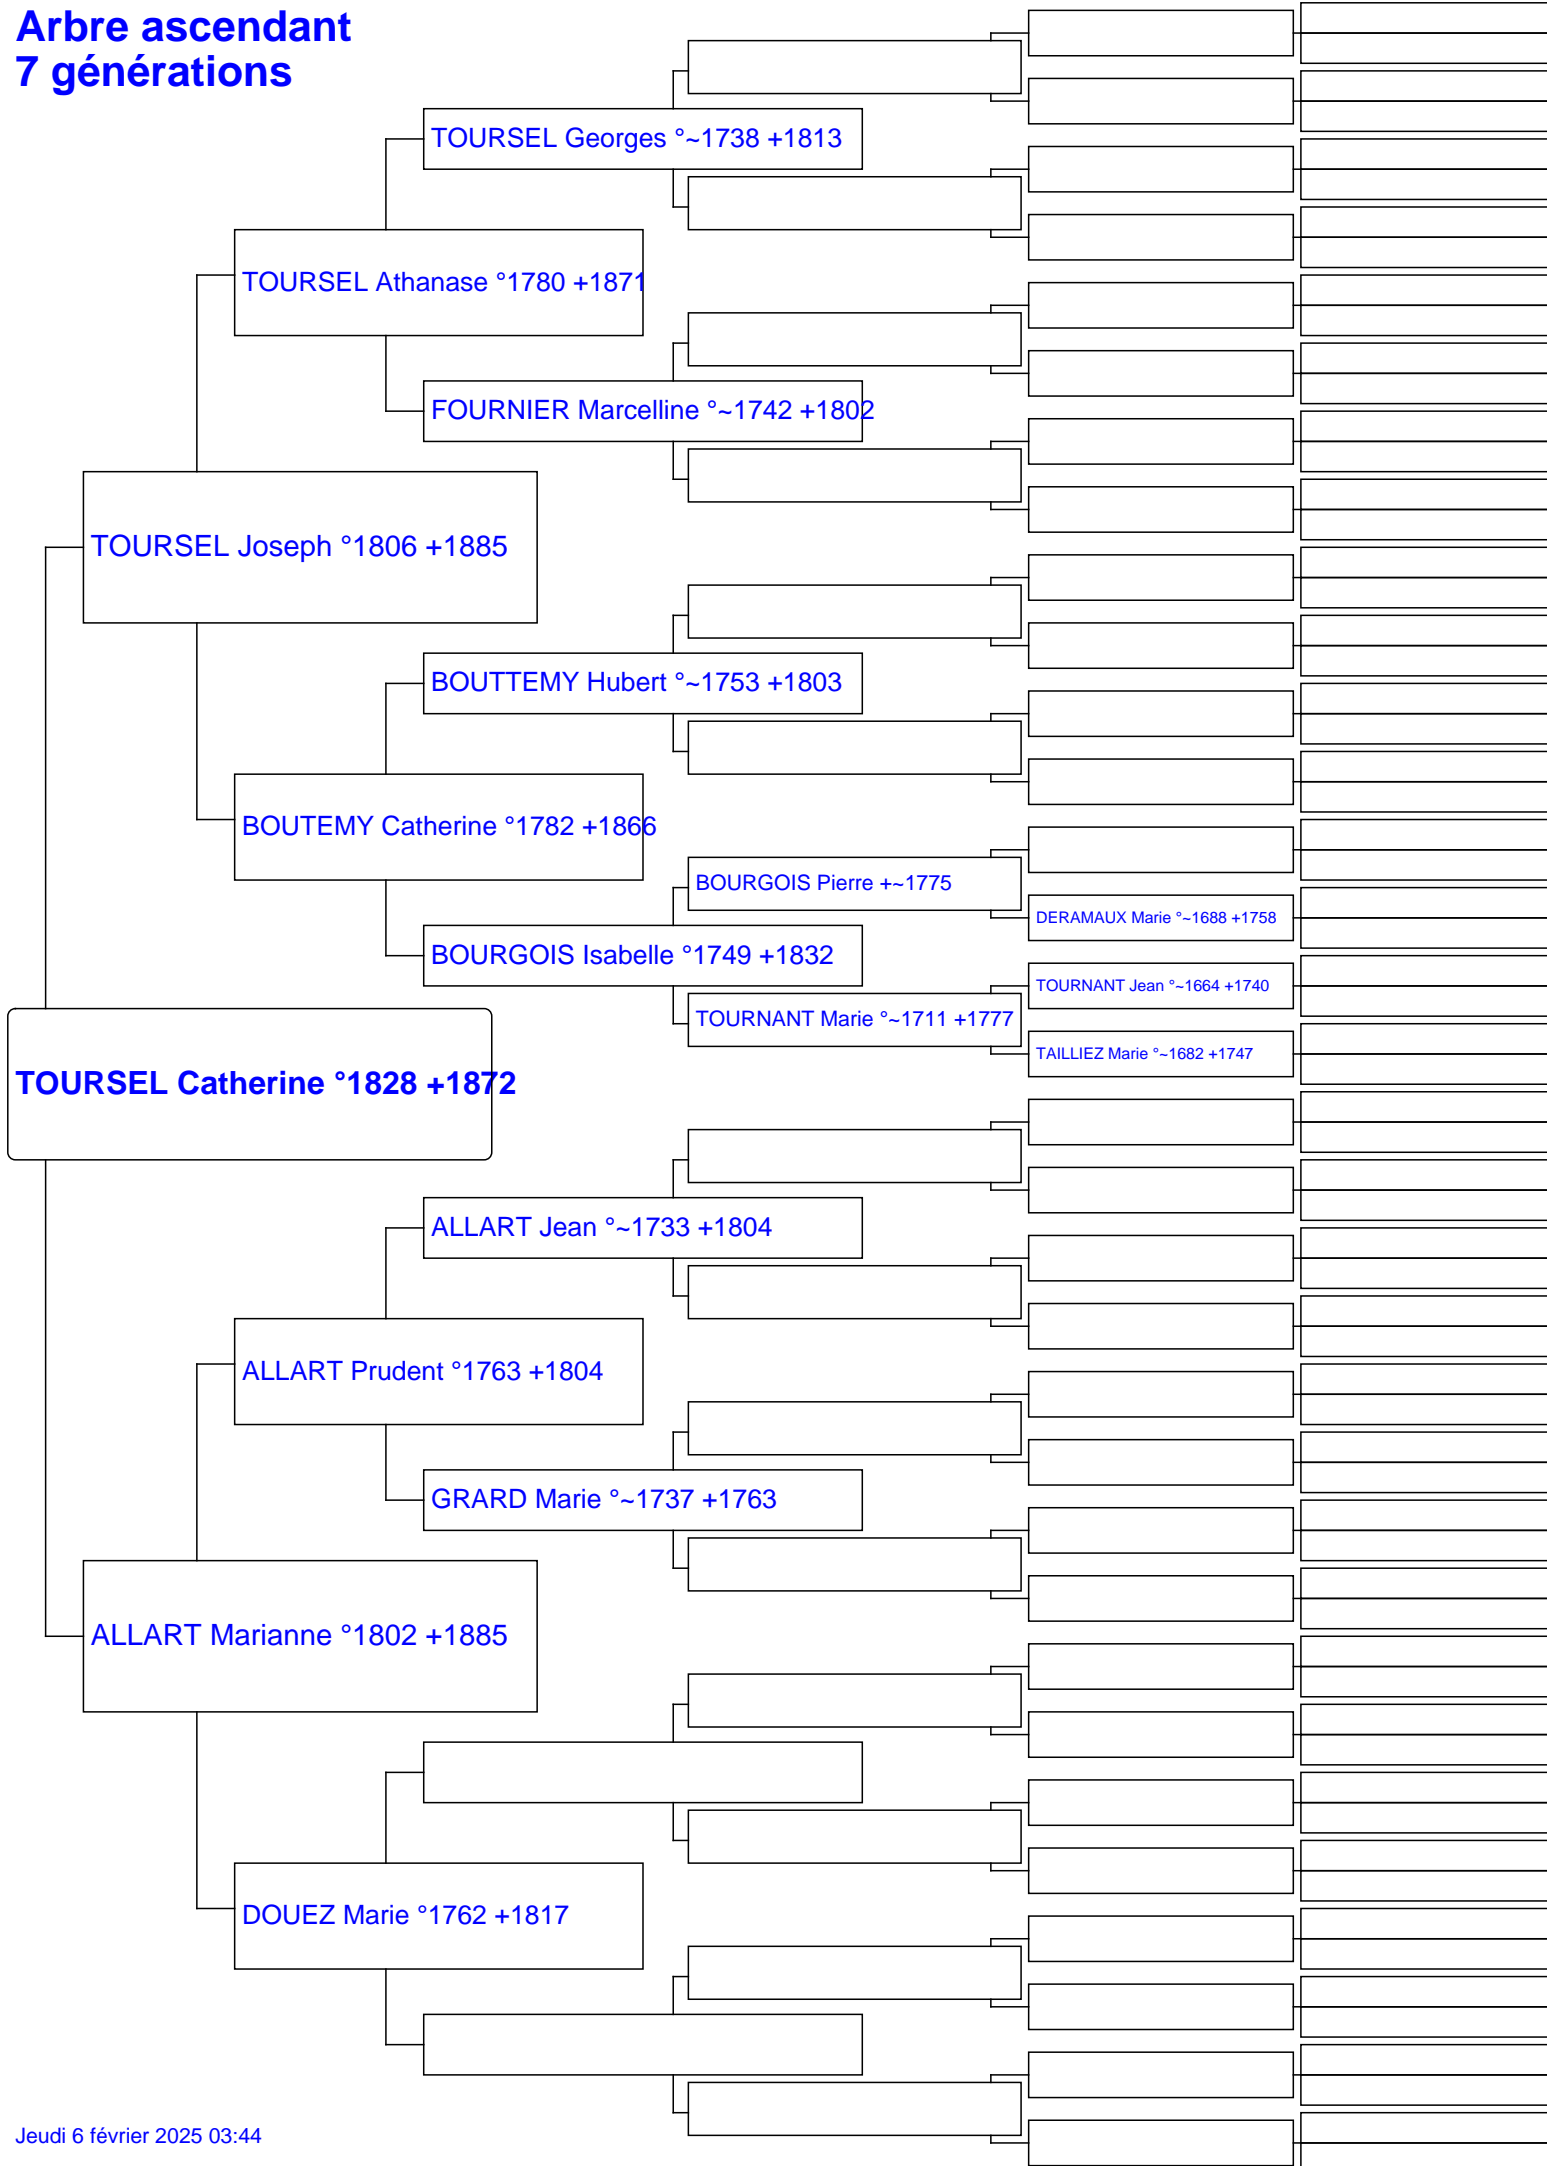 Arbre ascendant
7 générations
TOURSEL Georges °~1738 +1813
TOURSEL Athanase °1780 +1871
FOURNIER Marcelline °~1742 +1802
TOURSEL Joseph °1806 +1885
BOUTTEMY Hubert °~1753 +1803
BOUTEMY Catherine °1782 +1866
BOURGOIS Pierre +~1775
DERAMAUX Marie °~1688 +1758
BOURGOIS Isabelle °1749 +1832
TOURNANT Jean °~1664 +1740
TOURNANT Marie °~1711 +1777
TAILLIEZ Marie °~1682 +1747
TOURSEL Catherine °1828 +1872
ALLART Jean °~1733 +1804
ALLART Prudent °1763 +1804
GRARD Marie °~1737 +1763
ALLART Marianne °1802 +1885
DOUEZ Marie °1762 +1817
Jeudi 6 février 2025 03:44